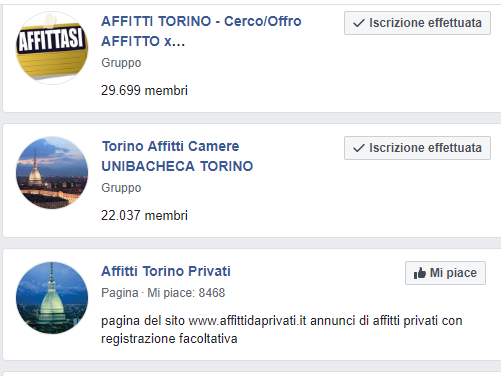 AFFITTASI
AFFITTI TORINO - Cerco/Offro
AFFITTO x...
Gruppo
29.699 membri
Iscrizione effettuata
Torino Affitti Camere
UNIBACHECA TORINO
Gruppo
22.037 membri
Iscrizione effettuata
Affitti Torino Privati
Pagina · Mi piace: 8468
pagina del sito www.affittidaprivati.it annunci di affitti privati con
registrazione facoltativa
Mi piace